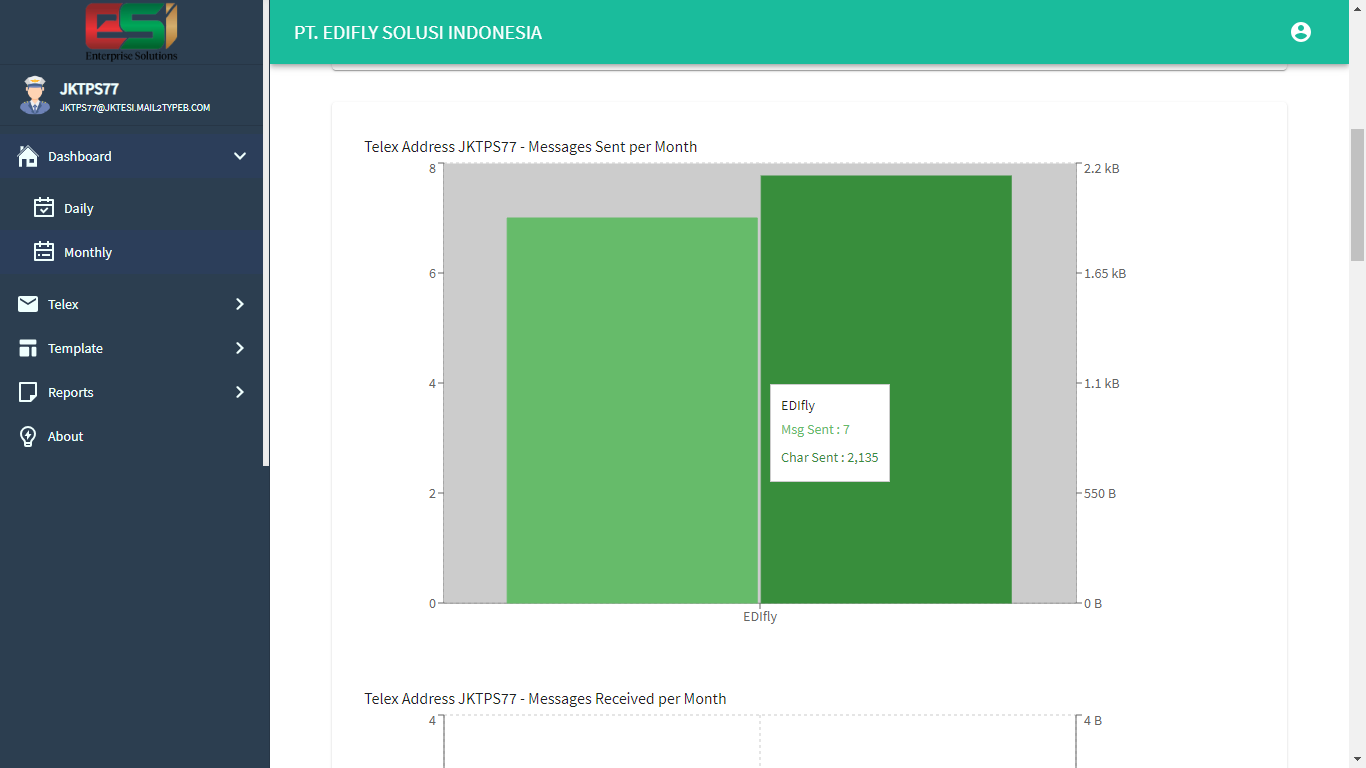 ESi
Enterprise Solutions
JKTPS77
JKTPS77@JKTESI.MAIL2TYPEB.COM
Dashboard
Daily
Monthly
Telex
Template
Reports
About
PT. EDIFLY SOLUSI INDONESIA
Telex Address JKTPS77 - Messages Sent per Month
8
6
4
2
0
2.2 kB
1.65 kB
1.1 kB
550 B
0 B
EDIfly
Msg Sent : 7
Char Sent : 2,135
EDIfly
Telex Address JKTPS77 - Messages Received per Month
4
4 B